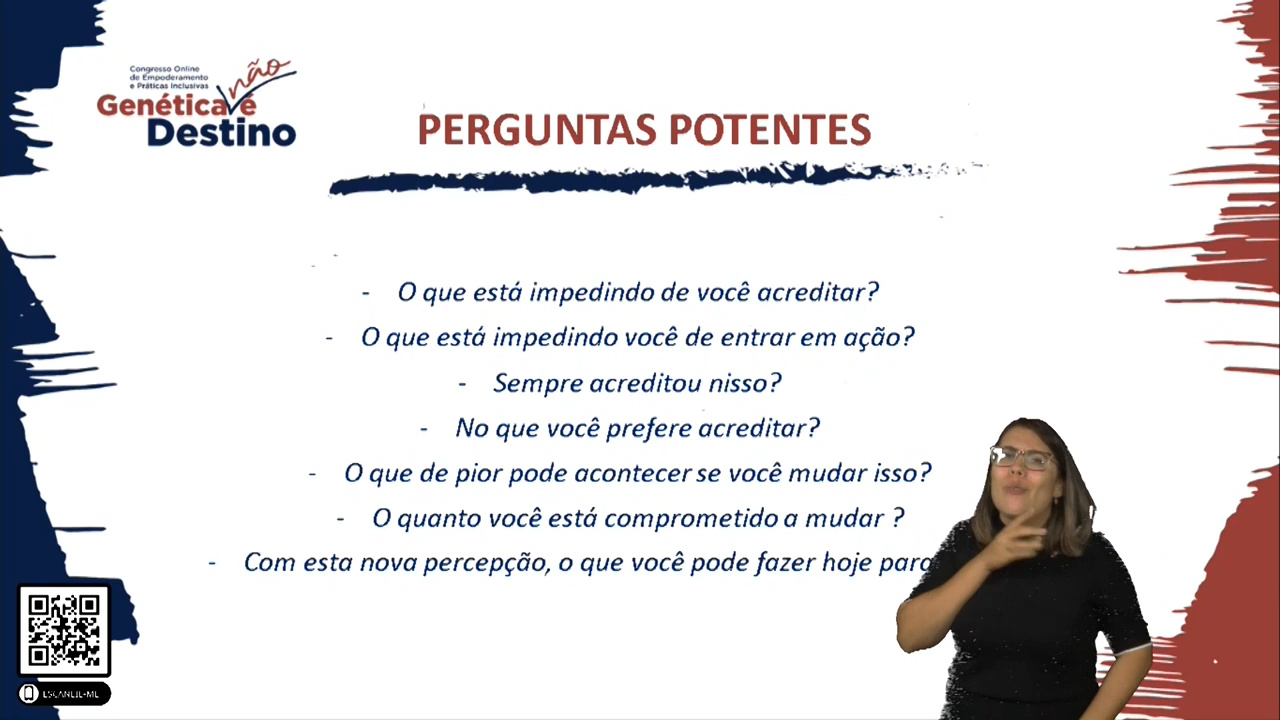 Congresso Online
de Empoderamento
e Práticas Inclusivas
não
Genética é
Destino
PERGUNTAS POTENTES
- O que está impedindo de você acreditar?
- O que está impedindo você de entrar em ação?
- Sempre acreditou nisso?
- No que você prefere acreditar?
- O que de pior pode acontecer se você mudar isso?
- O quanto você está comprometido a mudar ?
- Com esta nova percepção, o que você pode fazer hoje para
ESCANEIE-ME